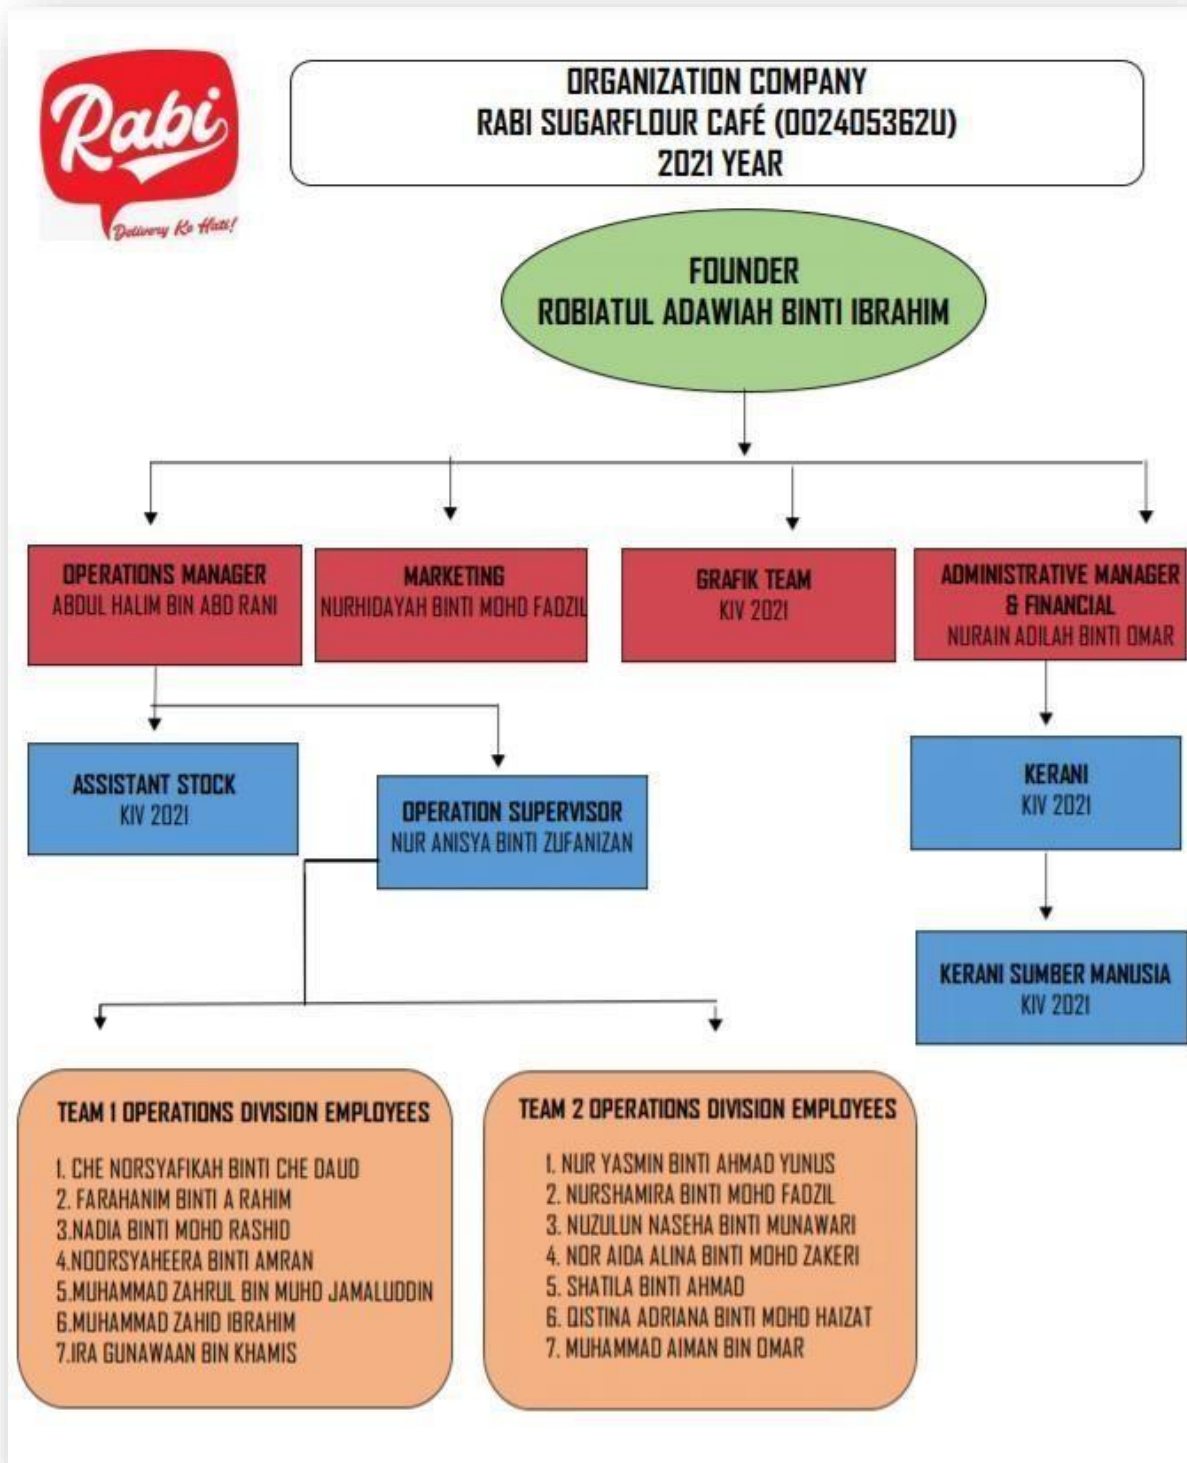 Rabi
Delivery Ke Hati!
ORGANIZATION COMPANY
RABI SUGARFLOUR CAFÉ (002405362U)
2021 YEAR
FOUNDER
ROBIATUL ADAWIAH BINTI IBRAHIM
OPERATIONS MANAGER
ABDUL HALIM BIN ABD RANI
MARKETING
NURHIDAYAH BINTI MOHD FADZIL
GRAFIK TEAM
KIV 2021
ADMINISTRATIVE MANAGER
& FINANCIAL
NURAIN ADILAH BINTI OMAR
ASSISTANT STOCK
KIV 2021
OPERATION SUPERVISOR
NUR ANISYA BINTI ZUFANIZAN
KERANI
KIV 2021
KERANI SUMBER MANUSIA
KIV 2021
TEAM 1 OPERATIONS DIVISION EMPLOYEES
1. CHE NORSYAFIKAH BINTI CHE DAUD
2. FARAHANIM BINTI A RAHIM
3.NADIA BINTI MOHD RASHID
4.NOORSYAHEERA BINTI AMRAN
5.MUHAMMAD ZAHRUL BIN MUHD JAMALUDDIN
6.MUHAMMAD ZAHID IBRAHIM
7.IRA GUNAWAAN BIN KHAMIS
TEAM 2 OPERATIONS DIVISION EMPLOYEES
1. NUR YASMIN BINTI AHMAD YUNUS
2. NURSHAMIRA BINTI MOHD FADZIL
3. NUZULUN NASEHA BINTI MUNAWARI
4. NOR AIDA ALINA BINTI MOHD ZAKERI
5. SHATILA BINTI AHMAD
6. QISTINA ADRIANA BINTI MOHD HAIZAT
7. MUHAMMAD AIMAN BIN OMAR